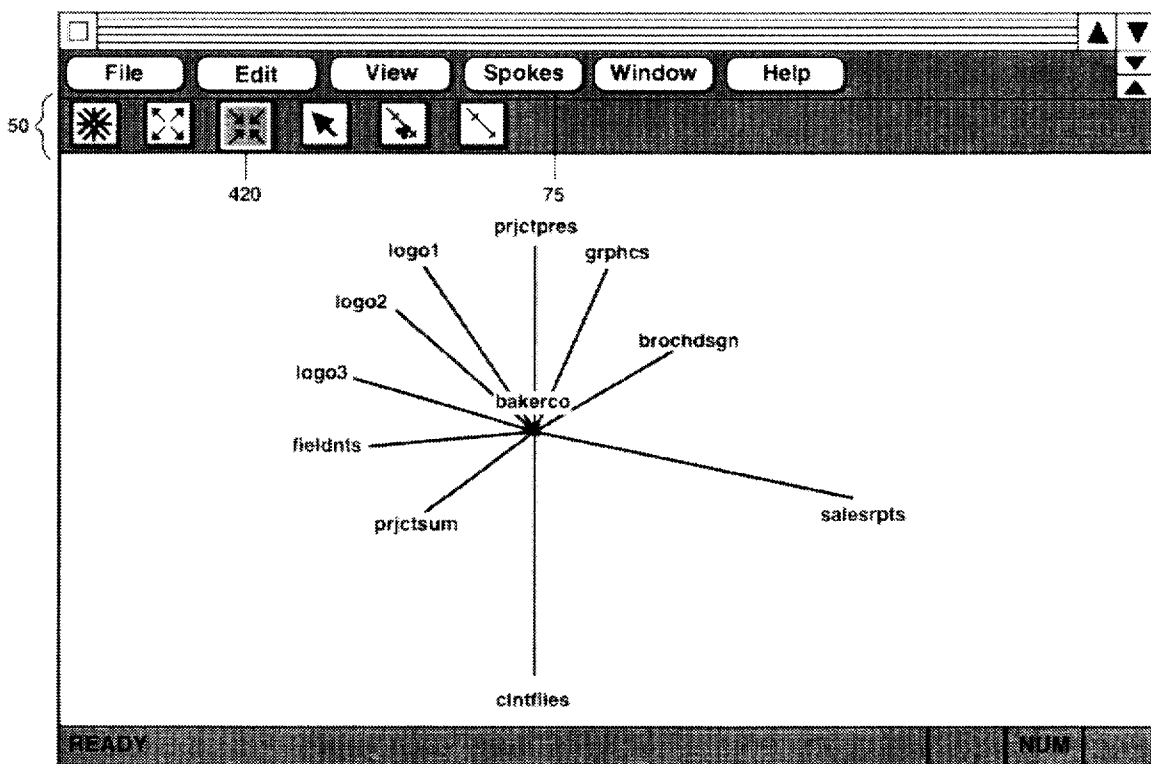 File Edit View Spokes Window Help
50
420 75
prjctpres
logo1 grphcs
logo2
brochdsgn
logo3
bakerco
fieldnts
salesrpts
prjctsum
clntfiles
READY NUM